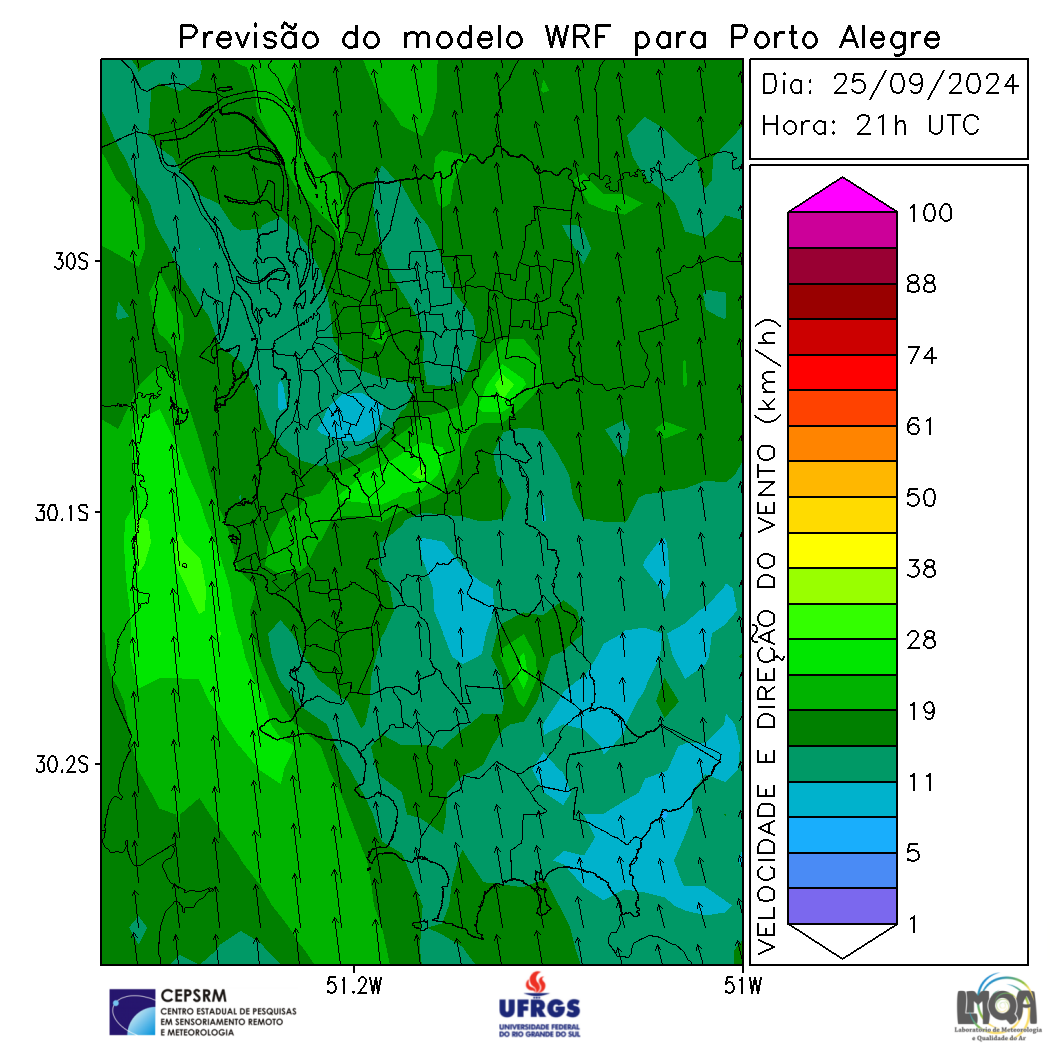 Previsão do modelo WRF para Porto Alegre
Dia: 25/09/2024
Hora: 21h UTC
30S
30.1S
30.2S
51.2W
51W
VELOCIDADE E DIREÇÃO DO VENTO (km/h)
100
88
74
61
50
38
28
19
11
5
1
CEPSRM
CENTRO ESTADUAL DE PESQUISAS
EM SENSORIAMENTO REMOTO
E METEOROLOGIA
UFRGS
UNIVERSIDADE FEDERAL
DO RIO GRANDE DO SUL
LMQA
Laboratório de Meteorologia
e Qualidade do Ar